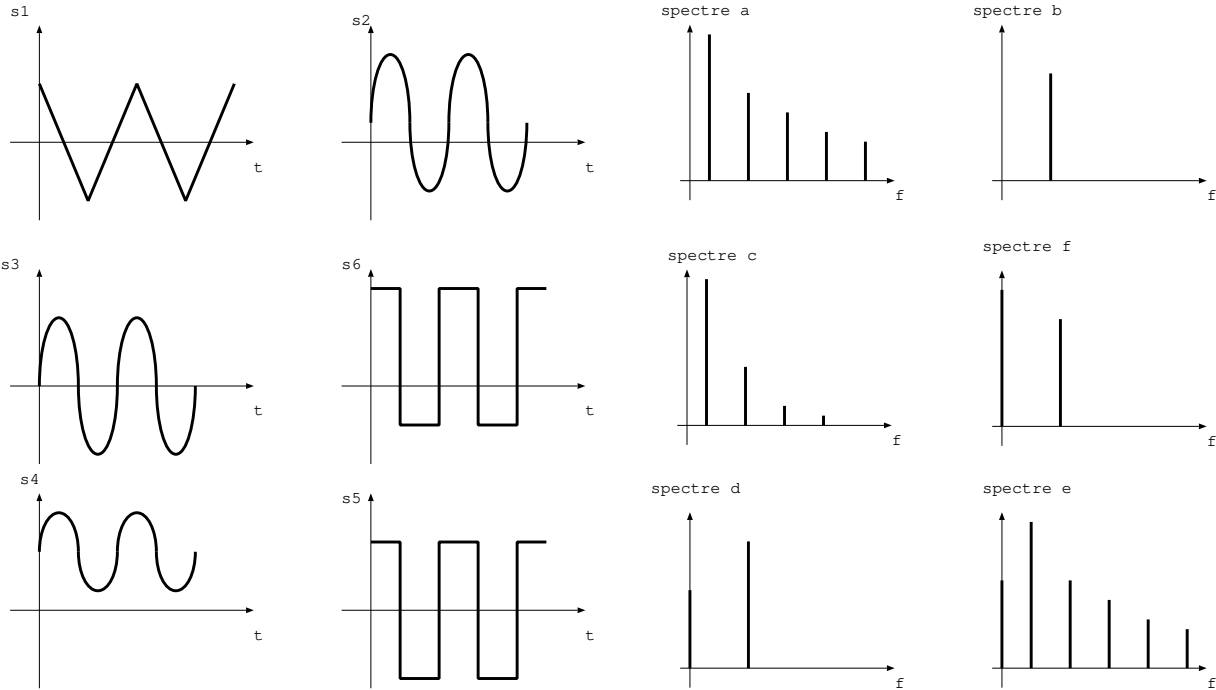 s1
s2
spectre a
spectre b
t
t
f
f
s3
s6
spectre c
spectre f
t
t
f
f
s4
s5
spectre d
spectre e
t
t
f
f